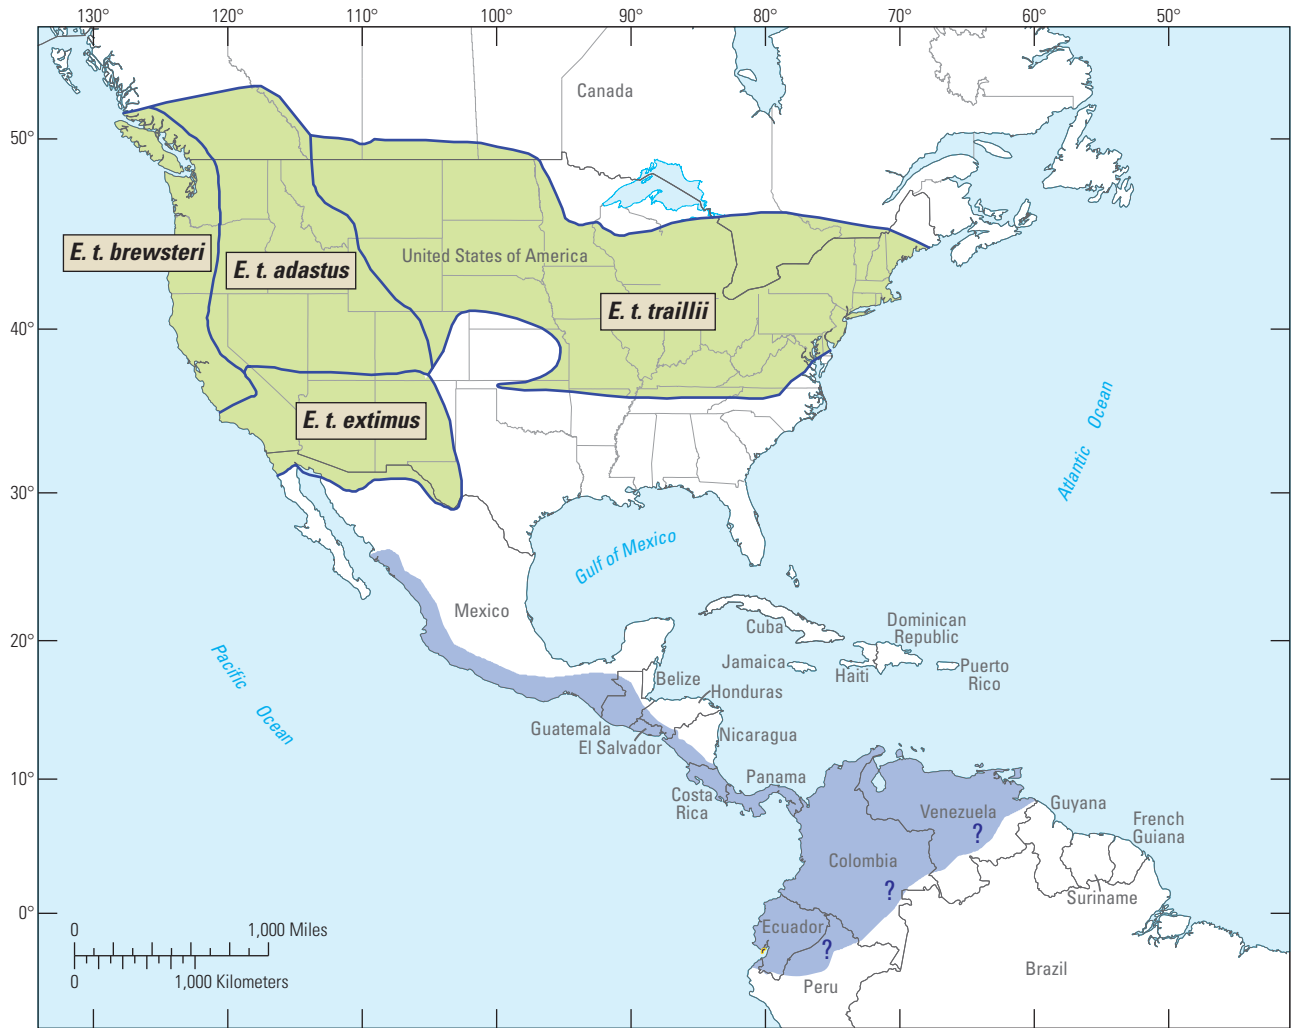 130° 120° 110° 100° 90° 80° 70° 60° 50°
Canada
50°
E. t. brewsteri
E. t. adastus
United States of America
E. t. traillii
40°
E. t. extimus
Atlantic Ocean
30°
Gulf of Mexico
Mexico
Cuba
Dominican
Republic
20°
Jamaica
Haiti
Puerto
Rico
Pacific
Ocean
Belize
Honduras
Guatemala
El Salvador
Nicaragua
10°
Panama
Costa
Rica
Venezuela
?
Guyana
French
Guiana
Colombia
?
Suriname
0°
Ecuador
?
Peru
Brazil
0 1,000 Miles
0 1,000 Kilometers